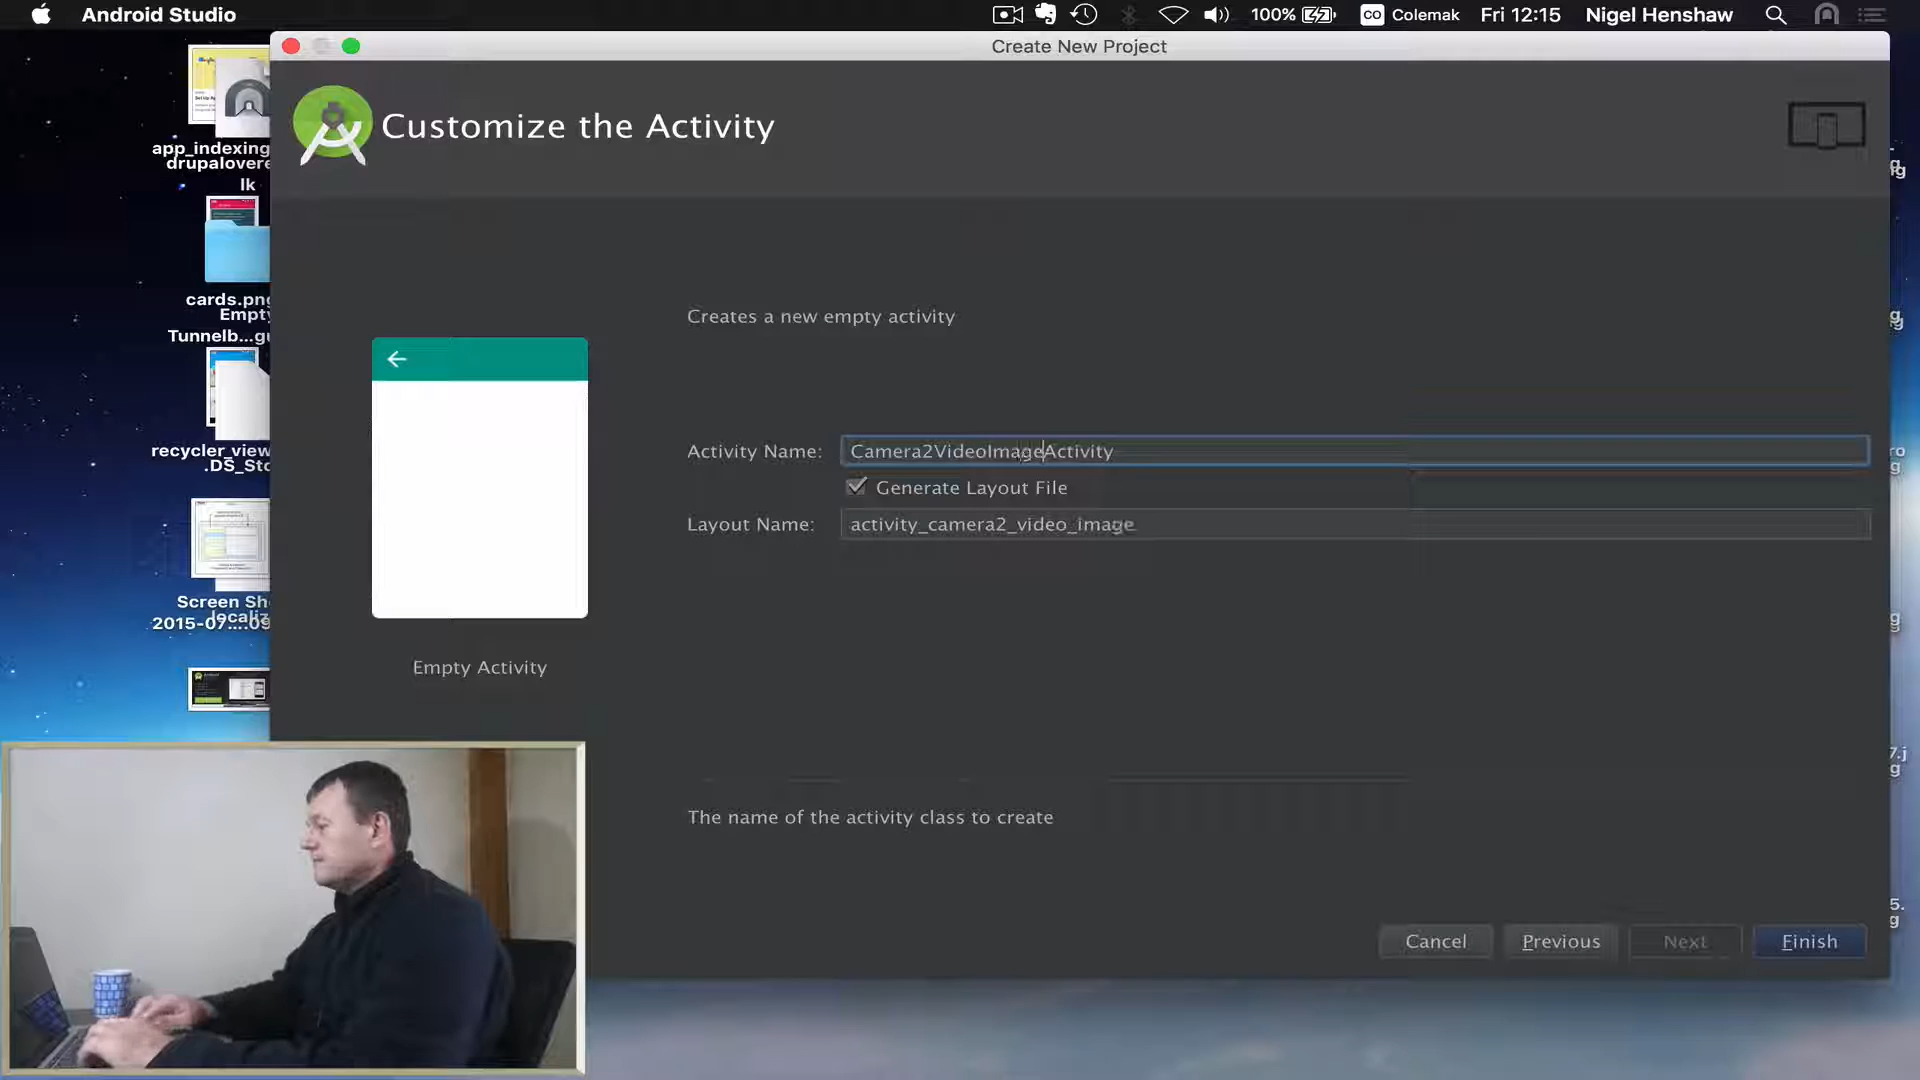 Android Studio
100%
co
Colemak
Fri 12:15
Nigel Henshaw
Create New Project
Customize the Activity
app_indexing
drupalovere
lk
cards.png
Empty
recycler_view
.DS_Sto
Screen Sh
2015-07....09
Creates a new empty activity
Activity Name:
Camera2VideoImageActivity
Generate Layout File
Layout Name:
activity_camera2_video_image
Empty Activity
The name of the activity class to create
Cancel
Previous
Next
Finish